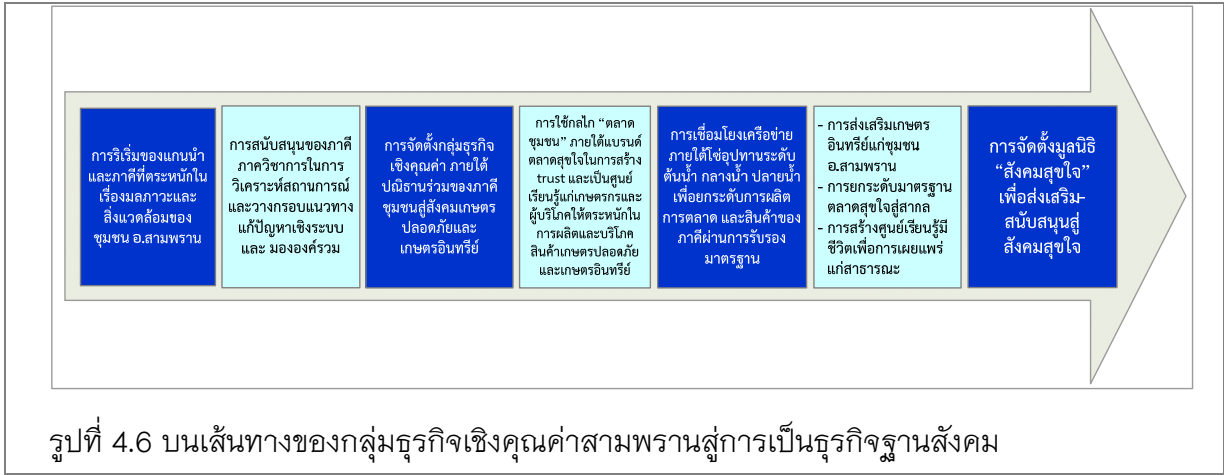 การริเริ่มของแกนนำ
และภาคีที่ตระหนักใน
เรื่องมลภาวะและ
สิ่งแวดล้อมของ
ชุมชน อ.สามพราน
การสนับสนุนของภาคี
ภาควิชาการในการ
วิเคราะห์สถานการณ์
และวางกรอบแนวทาง
แก้ปัญหาเชิงระบบ
และ มององค์รวม
การจัดตั้งกลุ่มธุรกิจ
เชิงคุณค่า ภายใต้
ปณิธานร่วมของภาคี
ชุมชนสู่สังคมเกษตร
ปลอดภัยและ
เกษตรอินทรีย์
การใช้กลไก “ตลาด
ชุมชน” ภายใต้แบรนด์
ตลาดสุขใจในการสร้าง
trust และเป็นศูนย์
เรียนรู้แก่เกษตรกรและ
ผู้บริโภคให้ตระหนักใน
การผลิตและบริโภค
สินค้าเกษตรปลอดภัย
และเกษตรอินทรีย์
การเชื่อมโยงเครือข่าย
ภายใต้โซ่อุปทานระดับ
ต้นน้ำ กลางน้ำ ปลายน้ำ
เพื่อยกระดับการผลิต
การตลาด และสินค้าของ
ภาคีผ่านการรับรอง
มาตรฐาน
- การส่งเสริมเกษตร
อินทรีย์แก่ชุมชน
อ.สามพราน
- การยกระดับมาตรฐาน
ตลาดสุขใจสู่สากล
- การสร้างศูนย์เรียนรู้มี
ชีวิตเพื่อการเผยแพร่
แก่สาธารณะ
การจัดตั้งมูลนิธิ
“สังคมสุขใจ”
เพื่อส่งเสริม-
สนับสนุนสู่
สังคมสุขใจ
รูปที่ 4.6 บนเส้นทางของกลุ่มธุรกิจเชิงคุณค่าสามพรานสู่การเป็นธุรกิจฐานสังคม